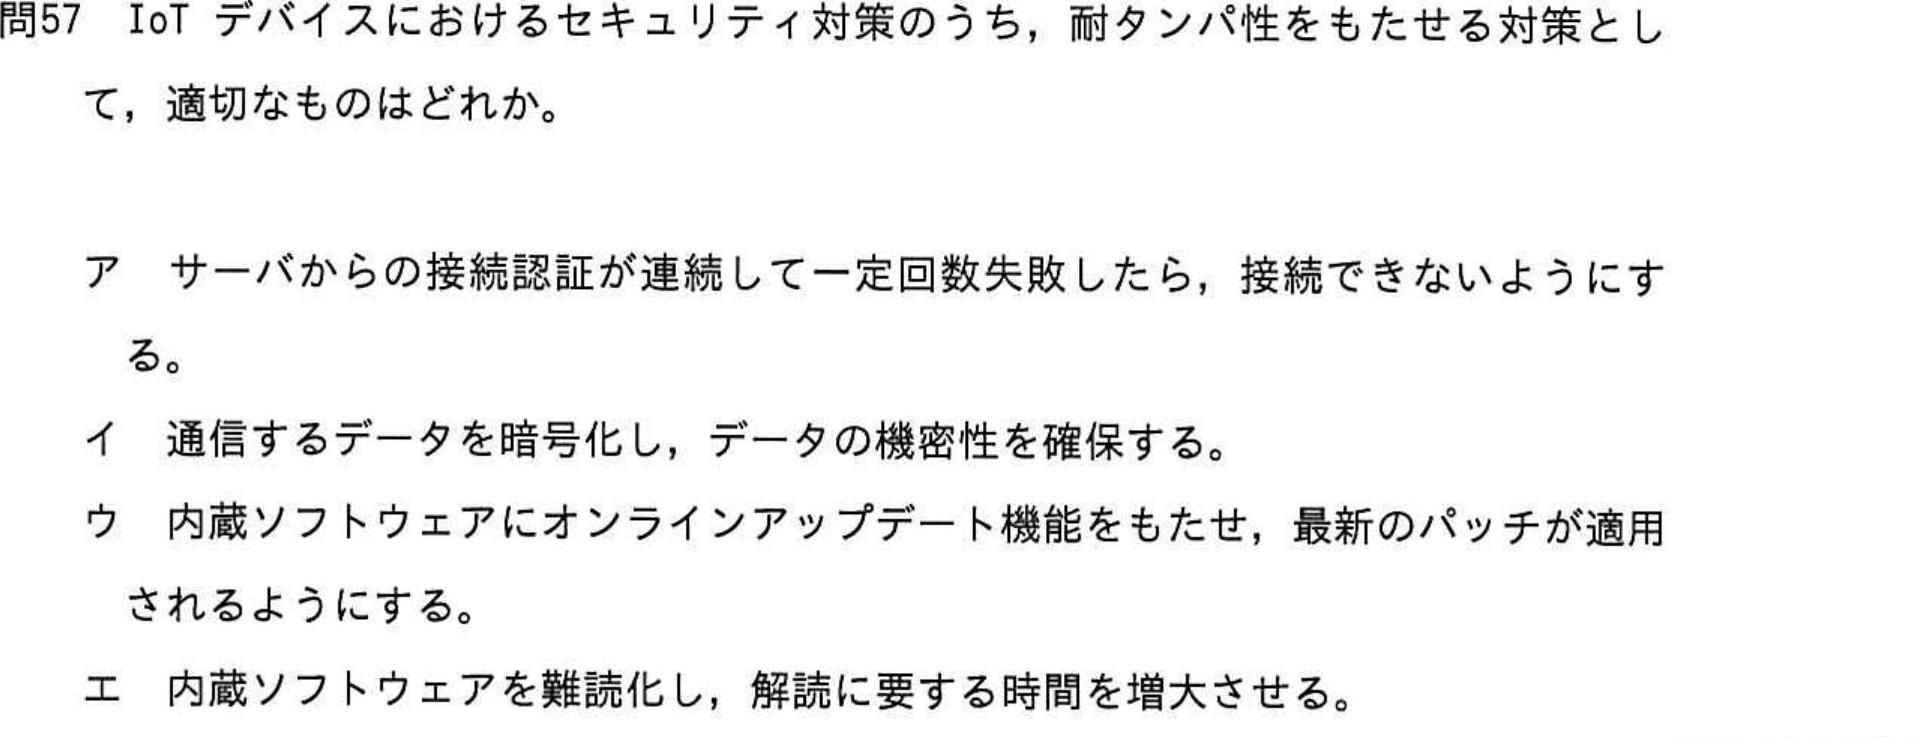 問57　IoT デバイスにおけるセキュリティ対策のうち，耐タンパ性をもたせる対策とし
て，適切なものはどれか。
ア　サーバからの接続認証が連続して一定回数失敗したら，接続できないようにす
る。
イ　通信するデータを暗号化し，データの機密性を確保する。
ウ　内蔵ソフトウェアにオンラインアップデート機能をもたせ，最新のパッチが適用
されるようにする。
エ　内蔵ソフトウェアを難読化し，解読に要する時間を増大させる。